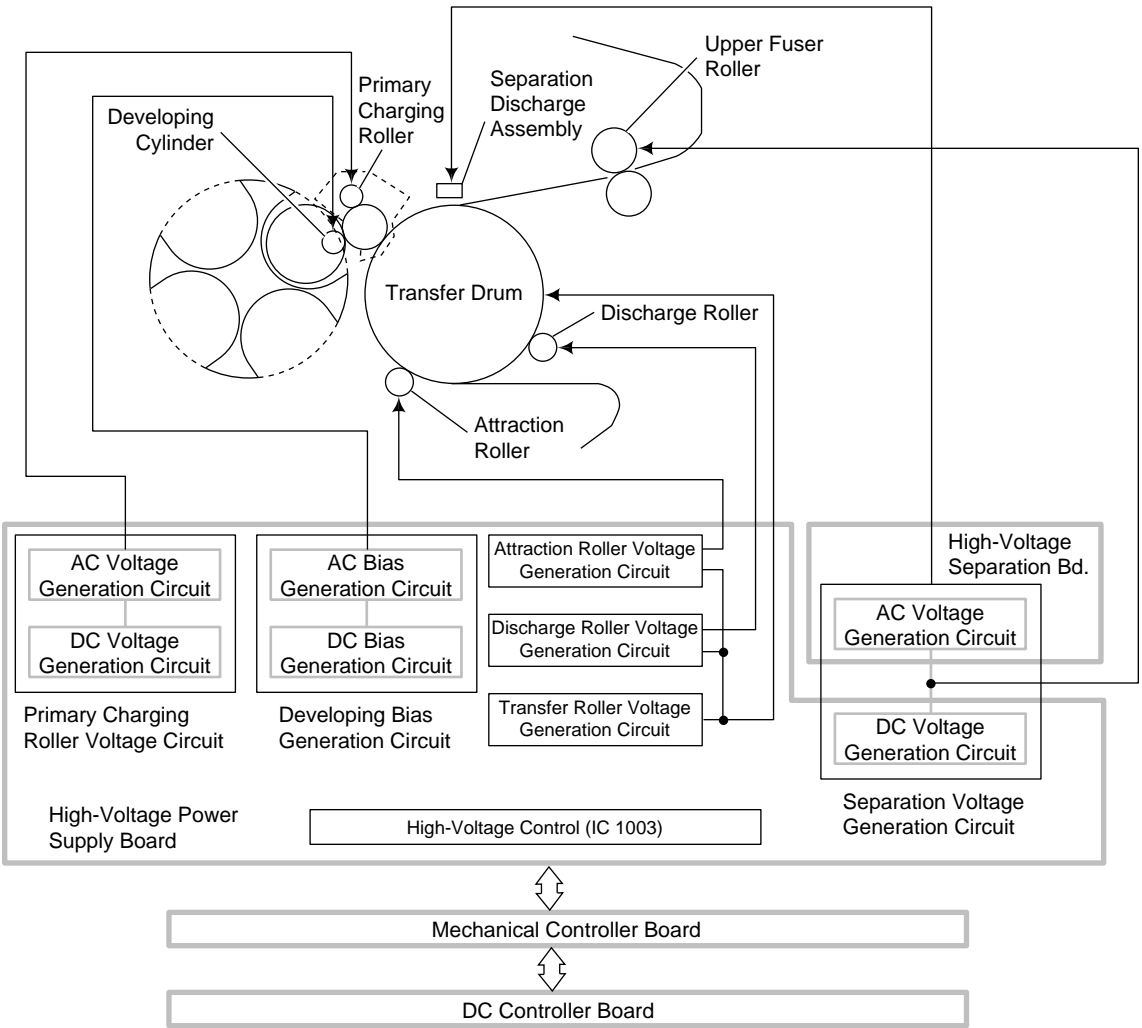 Upper Fuser
Roller
Separation
Discharge
Assembly
Primary
Charging
Roller
Developing
Cylinder
Transfer Drum
Discharge Roller
Attraction
Roller
AC Voltage
Generation Circuit
DC Voltage
Generation Circuit
Primary Charging
Roller Voltage Circuit
AC Bias
Generation Circuit
DC Bias
Generation Circuit
Developing Bias
Generation Circuit
Attraction Roller Voltage
Generation Circuit
Discharge Roller Voltage
Generation Circuit
Transfer Roller Voltage
Generation Circuit
High-Voltage
Separation Bd.
AC Voltage
Generation Circuit
DC Voltage
Generation Circuit
Separation Voltage
Generation Circuit
High-Voltage Power
Supply Board
High-Voltage Control (IC 1003)
Mechanical Controller Board
DC Controller Board